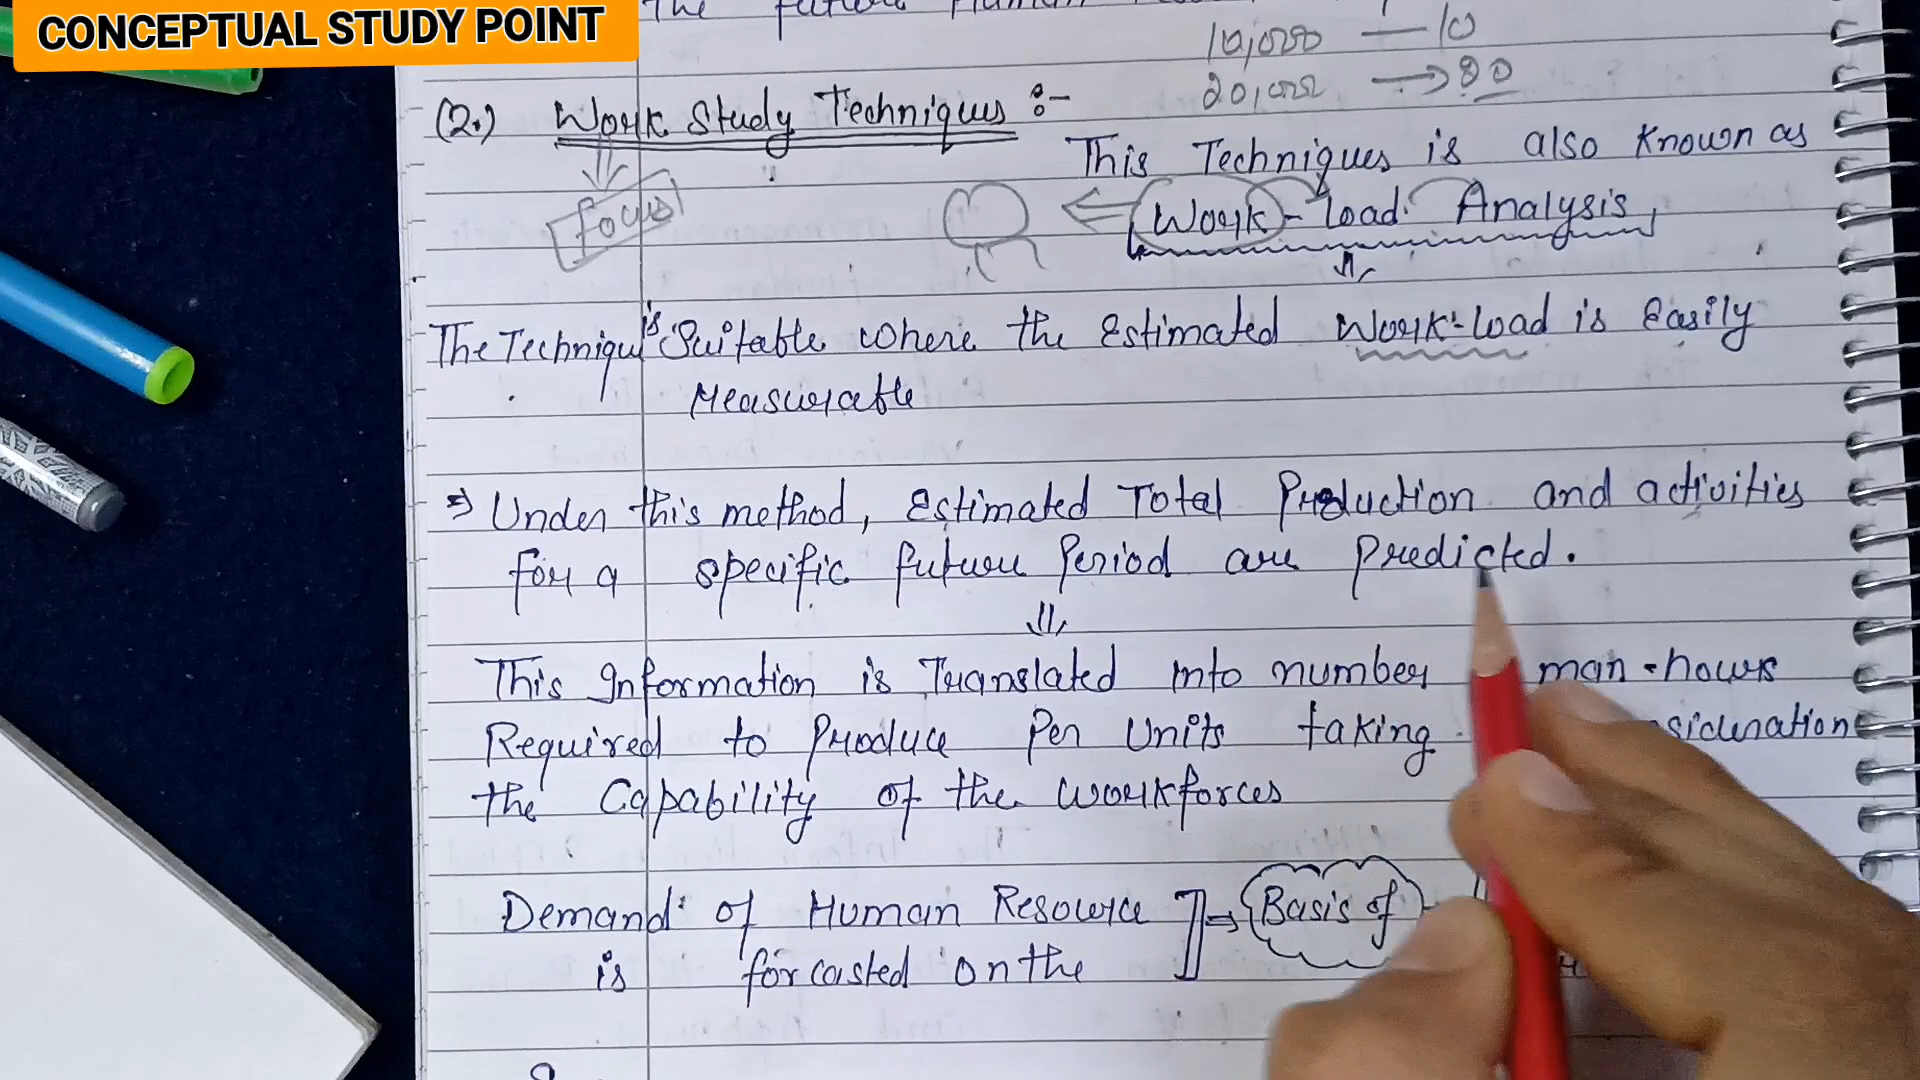 CONCEPTUAL STUDY POINT
the future Human
10,000 — 10
20,000 → 20
(2.) Work Study Techniques :-
This Techniques is also known as
focus
Work-load Analysis,
The Technique is Suitable where the Estimated Work-load is Easily
Measurable
⇒ Under this method, Estimated Total Production and activities
for a specific future Period are Predicted.
This Information is Translated into number man-hours
Required to Produce Per Units taking
the Capability of the workforces
Demand of Human Resource ]→ Basis of
is forcasted on the